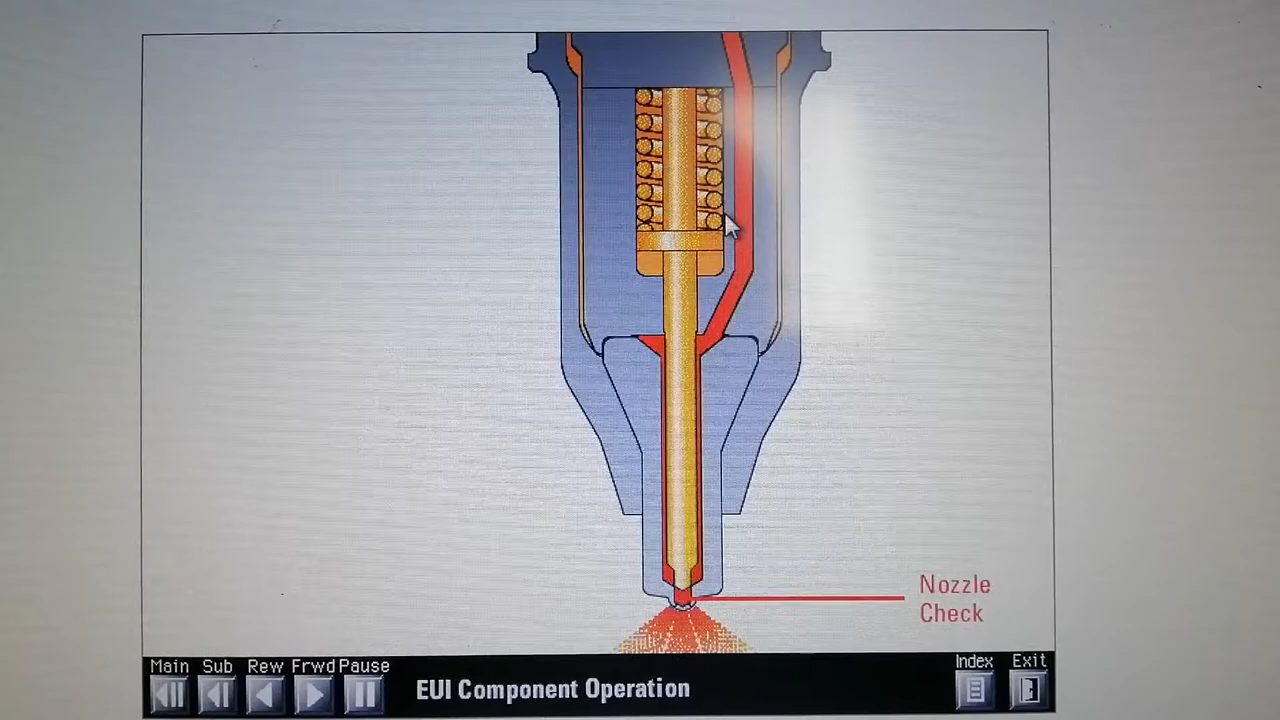 Nozzle
Check
Main Sub Rew Frwd Pause
EUI Component Operation
Index Exit